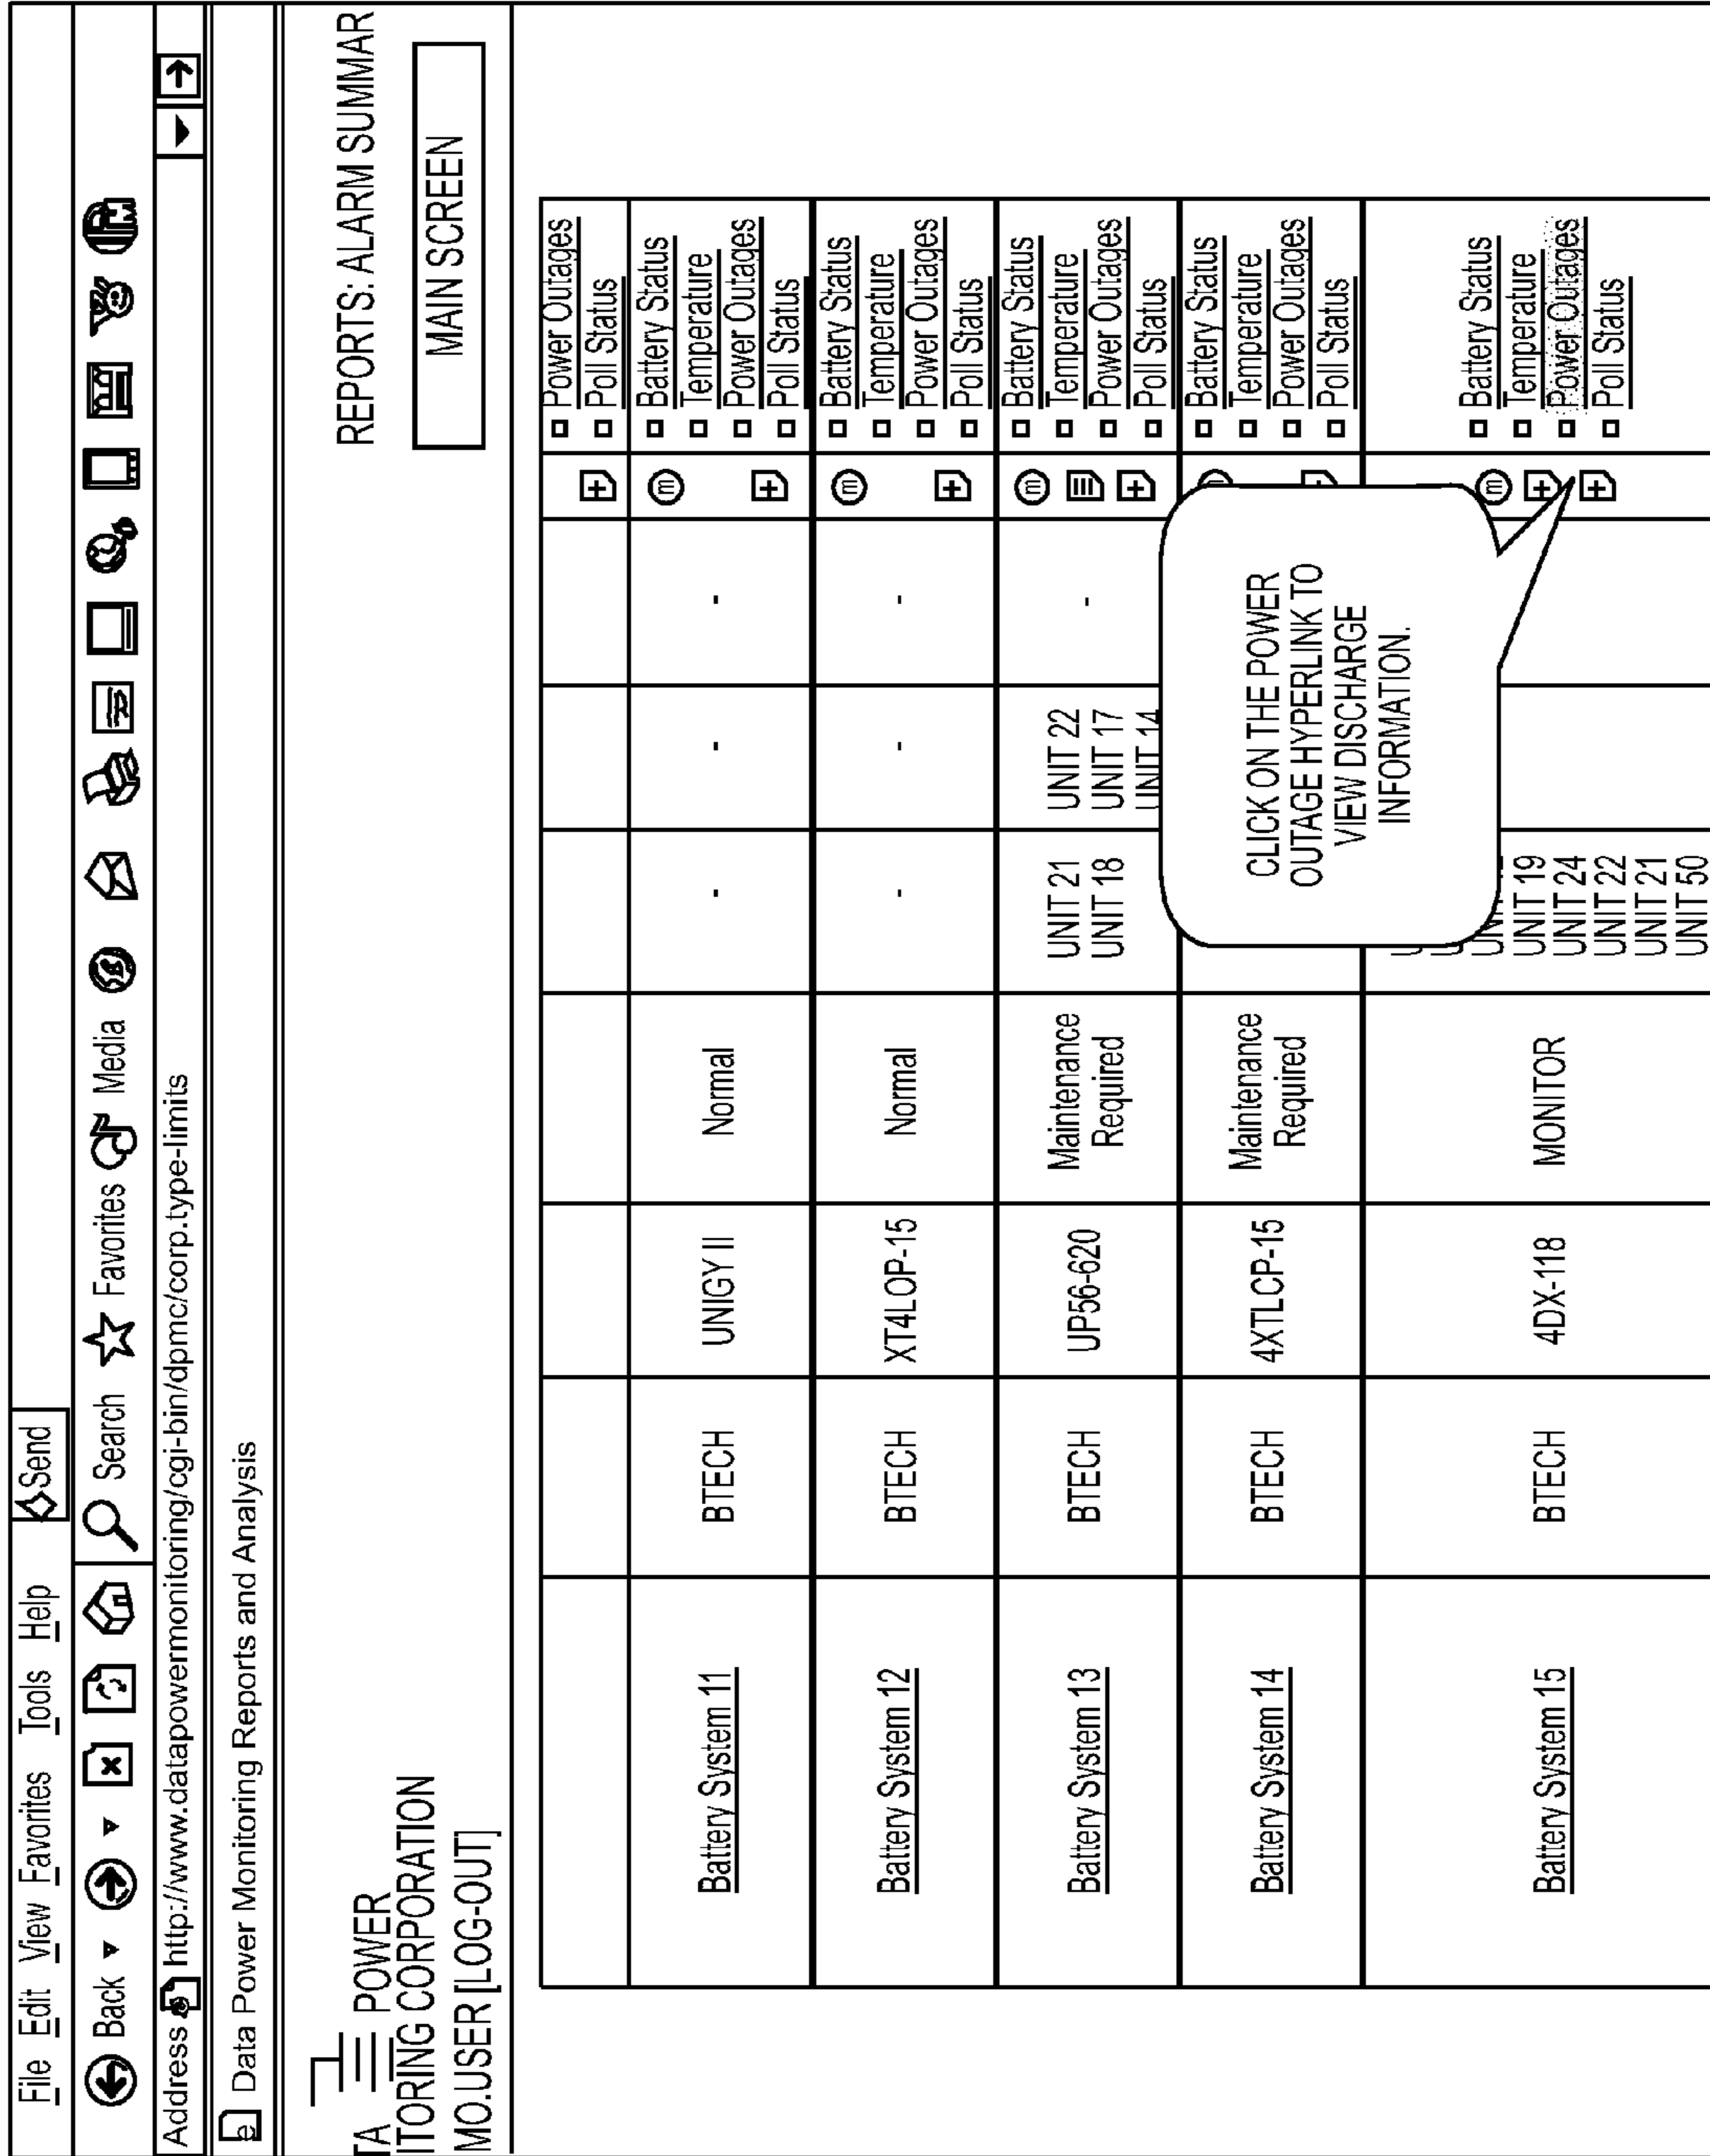 File Edit View Favorites Tools Help Send
Back Search Favorites Media
Address http://www.datapowermonitoring/cgi-bin/dpmc/corp.type-limits
Data Power Monitoring Reports and Analysis
TA POWER
ITORING CORPORATION
MO.USER [LOG-OUT]
REPORTS: ALARM SUMMAR
MAIN SCREEN
Power Outages
Poll Status
Battery System 11 BTECH UNIGY II Normal - - -
Battery Status
Temperature
Power Outages
Poll Status
Battery System 12 BTECH XT4LOP-15 Normal - - -
Battery Status
Temperature
Power Outages
Poll Status
Battery System 13 BTECH UP56-620 Maintenance
Required
UNIT 21
UNIT 18
UNIT 22
UNIT 17
UNIT 14
-
Battery Status
Temperature
Power Outages
Poll Status
Battery System 14 BTECH 4XTLCP-15 Maintenance
Required
Battery Status
Temperature
Power Outages
Poll Status
CLICK ON THE POWER
OUTAGE HYPERLINK TO
VIEW DISCHARGE
INFORMATION.
Battery System 15 BTECH 4DX-118 MONITOR
UNIT 19
UNIT 24
UNIT 22
UNIT 21
UNIT 50
Battery Status
Temperature
Power Outages
Poll Status